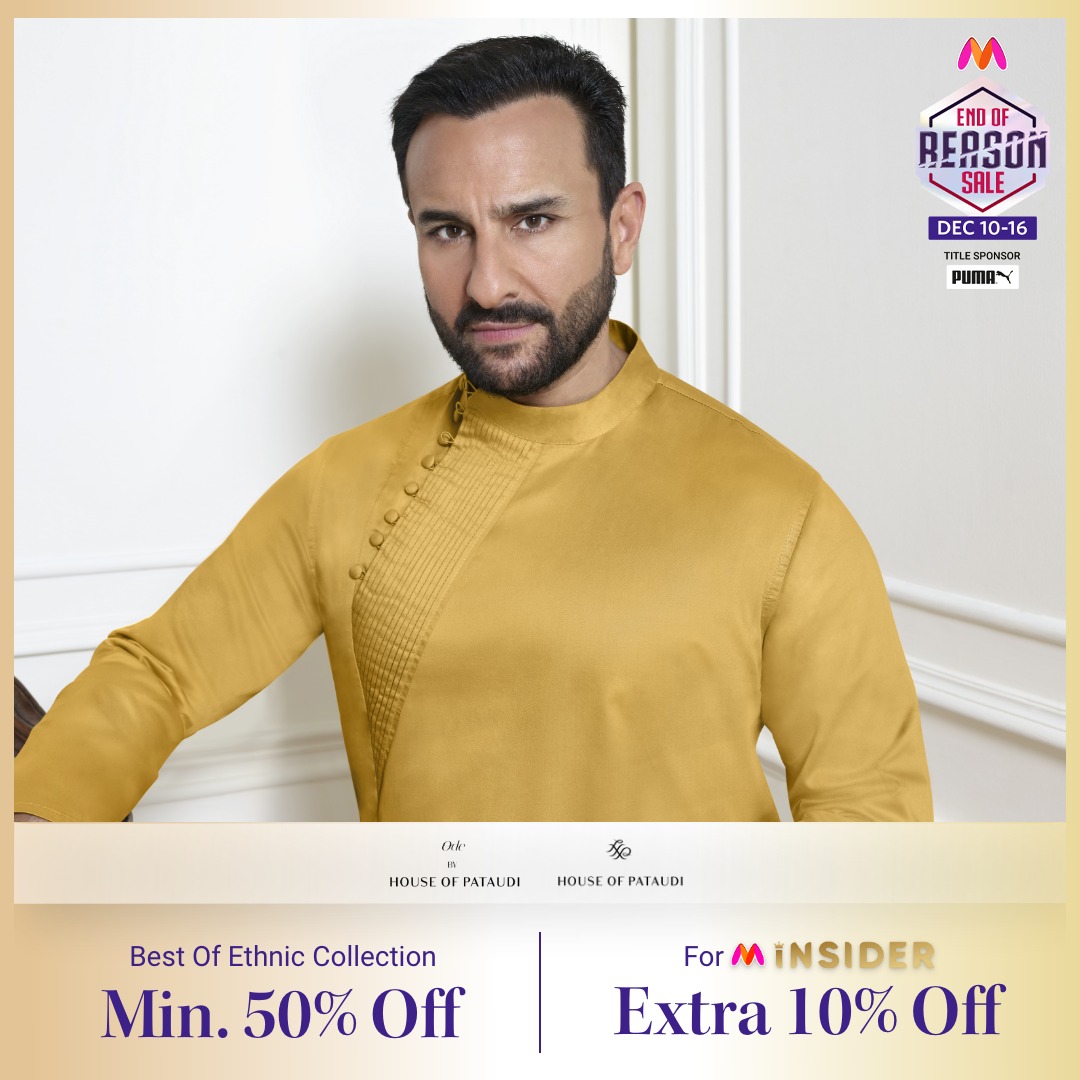 END OF
REASON
SALE
DEC 10-16
TITLE SPONSOR
PUMA
Ode
BY
HOUSE OF PATAUDI
HOUSE OF PATAUDI
Best Of Ethnic Collection
Min. 50% Off
For M INSIDER
Extra 10% Off